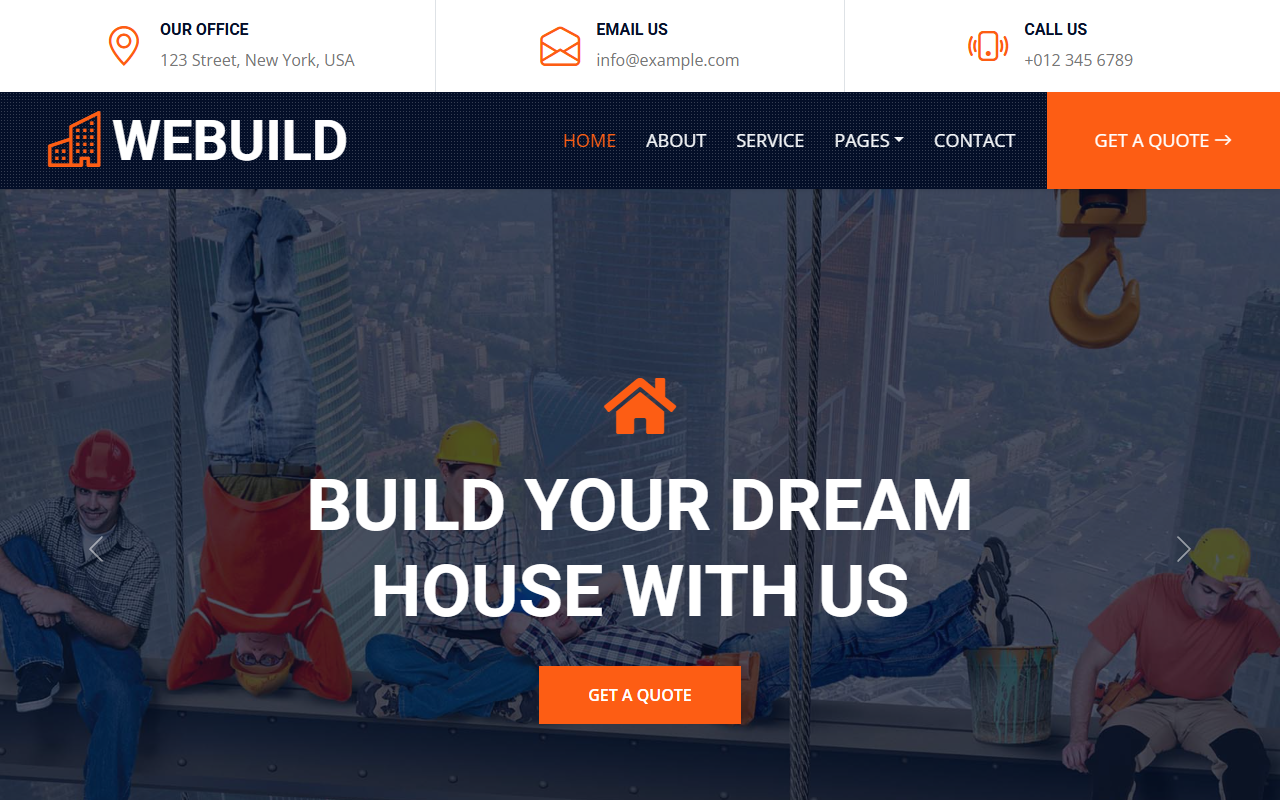 OUR OFFICE
123 Street, New York, USA
EMAIL US
info@example.com
CALL US
+012 345 6789
WEBUILD
HOME
ABOUT
SERVICE
PAGES
CONTACT
GET A QUOTE
BUILD YOUR DREAM
HOUSE WITH US
GET A QUOTE